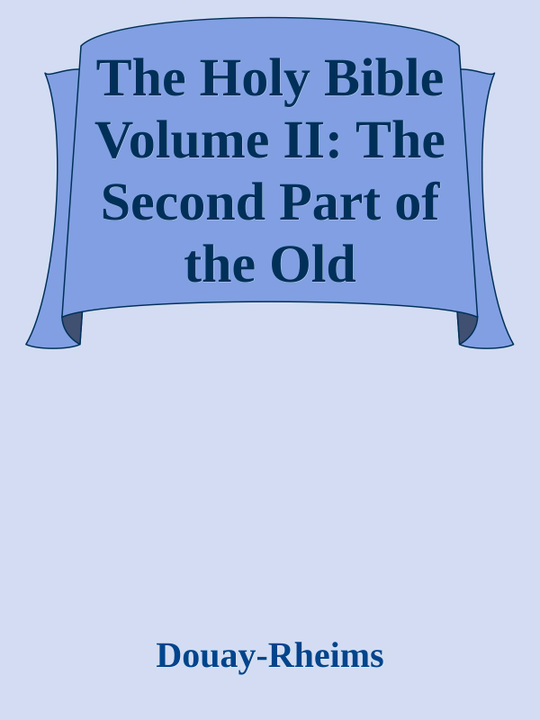 The Holy Bible
Volume II: The
Second Part of
the Old
Douay-Rheims